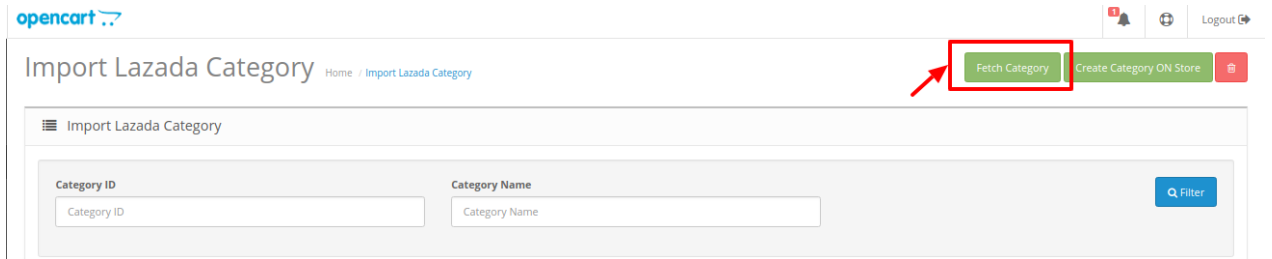 opencart
1
Logout
Import Lazada Category
Home / Import Lazada Category
Fetch Category
Create Category ON Store
Import Lazada Category
Category ID
Category Name
Category ID
Category Name
Filter